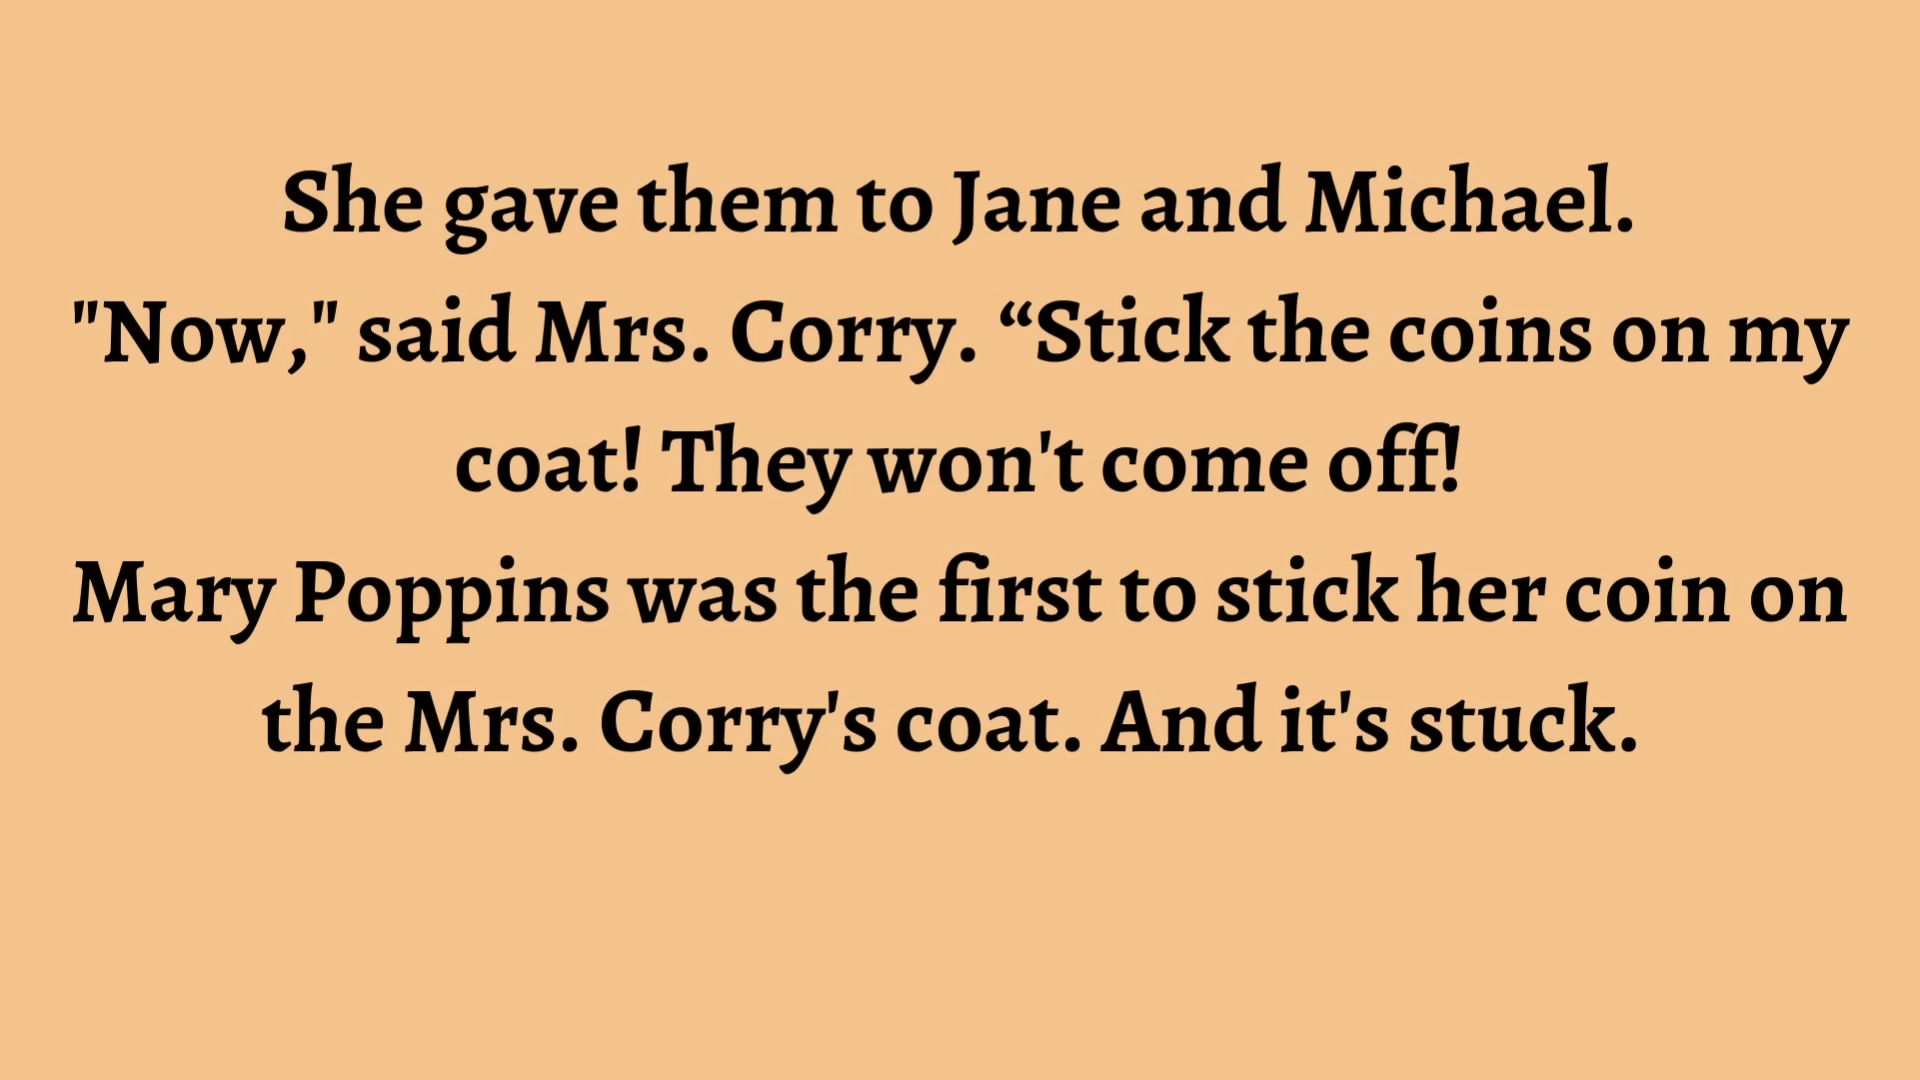 She gave them to Jane and Michael.
"Now," said Mrs. Corry. “Stick the coins on my
coat! They won't come off!
Mary Poppins was the first to stick her coin on
the Mrs. Corry's coat. And it's stuck.